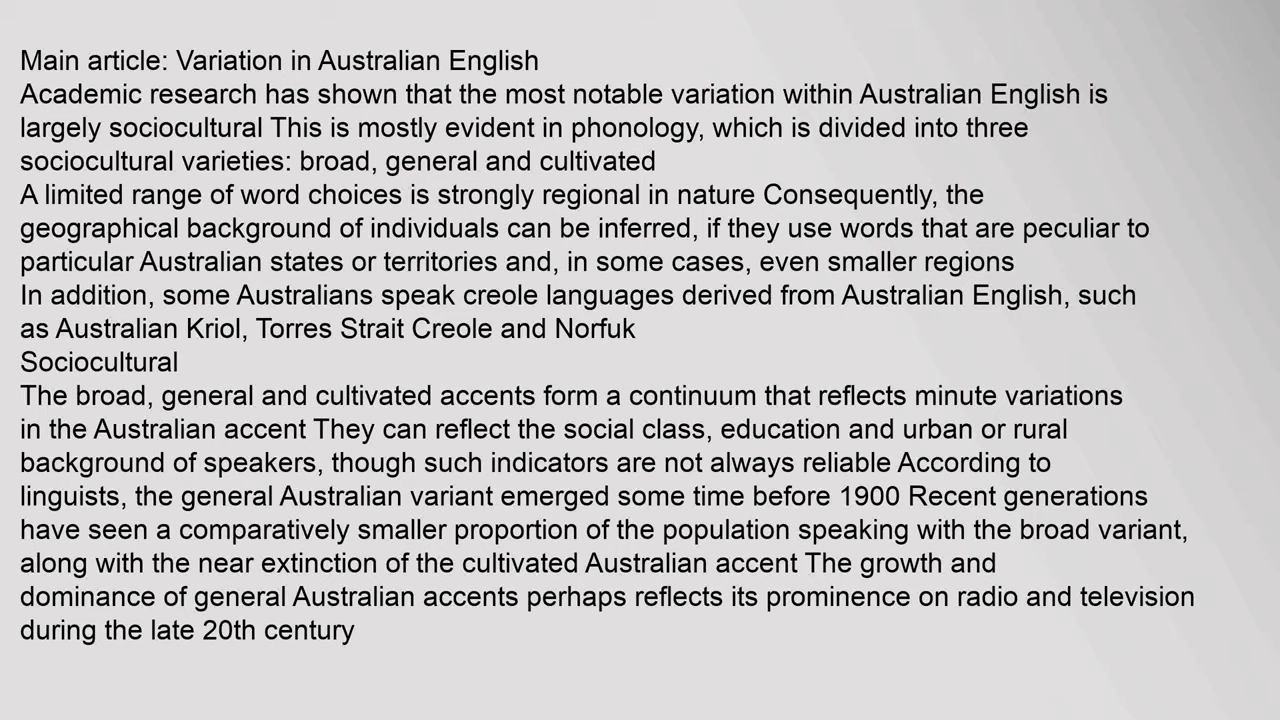 Main article: Variation in Australian English
Academic research has shown that the most notable variation within Australian English is
largely sociocultural This is mostly evident in phonology, which is divided into three
sociocultural varieties: broad, general and cultivated
A limited range of word choices is strongly regional in nature Consequently, the
geographical background of individuals can be inferred, if they use words that are peculiar to
particular Australian states or territories and, in some cases, even smaller regions
In addition, some Australians speak creole languages derived from Australian English, such
as Australian Kriol, Torres Strait Creole and Norfuk
Sociocultural
The broad, general and cultivated accents form a continuum that reflects minute variations
in the Australian accent They can reflect the social class, education and urban or rural
background of speakers, though such indicators are not always reliable According to
linguists, the general Australian variant emerged some time before 1900 Recent generations
have seen a comparatively smaller proportion of the population speaking with the broad variant,
along with the near extinction of the cultivated Australian accent The growth and
dominance of general Australian accents perhaps reflects its prominence on radio and television
during the late 20th century